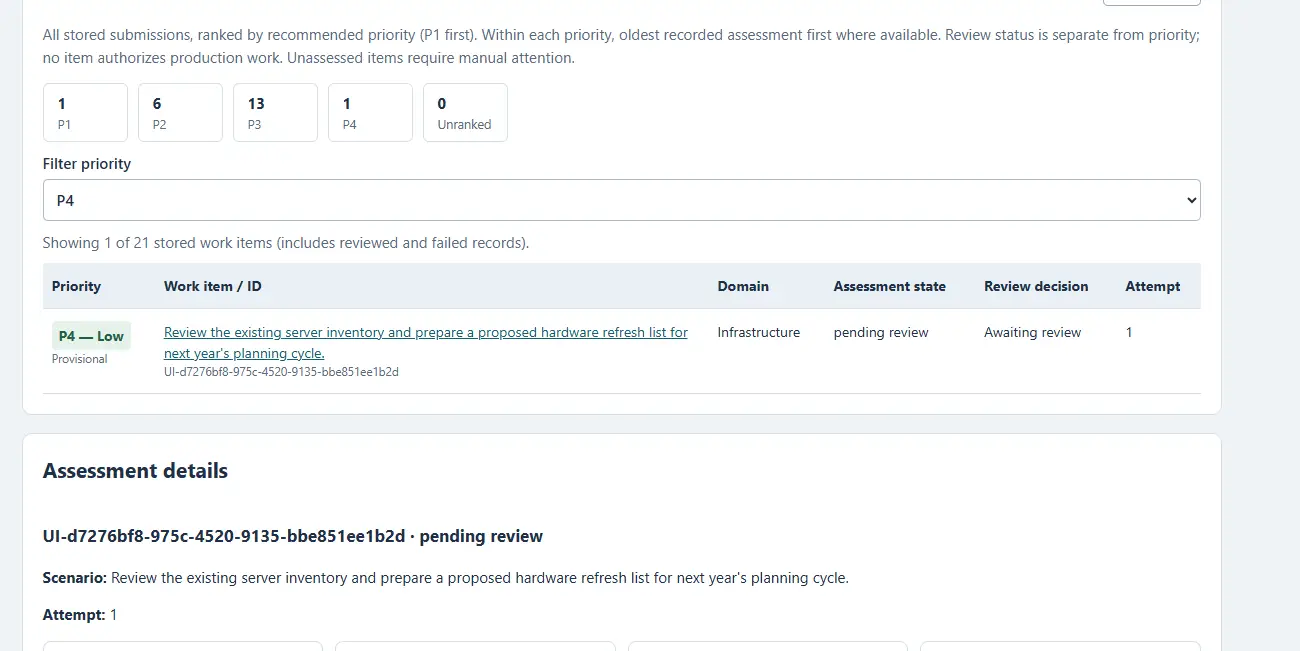 All stored submissions, ranked by recommended priority (P1 first). Within each priority, oldest recorded assessment first where available. Review status is separate from priority;
no item authorizes production work. Unassessed items require manual attention.
1
P1
6
P2
13
P3
1
P4
0
Unranked
Filter priority
P4
Showing 1 of 21 stored work items (includes reviewed and failed records).
Priority Work item / ID Domain Assessment state Review decision Attempt
P4 — Low Review the existing server inventory and prepare a proposed hardware refresh list for Infrastructure pending review Awaiting review 1
Provisional next year's planning cycle.
UI-d7276bf8-975c-4520-9135-bbe851ee1b2d
Assessment details
UI-d7276bf8-975c-4520-9135-bbe851ee1b2d · pending review
Scenario: Review the existing server inventory and prepare a proposed hardware refresh list for next year's planning cycle.
Attempt: 1